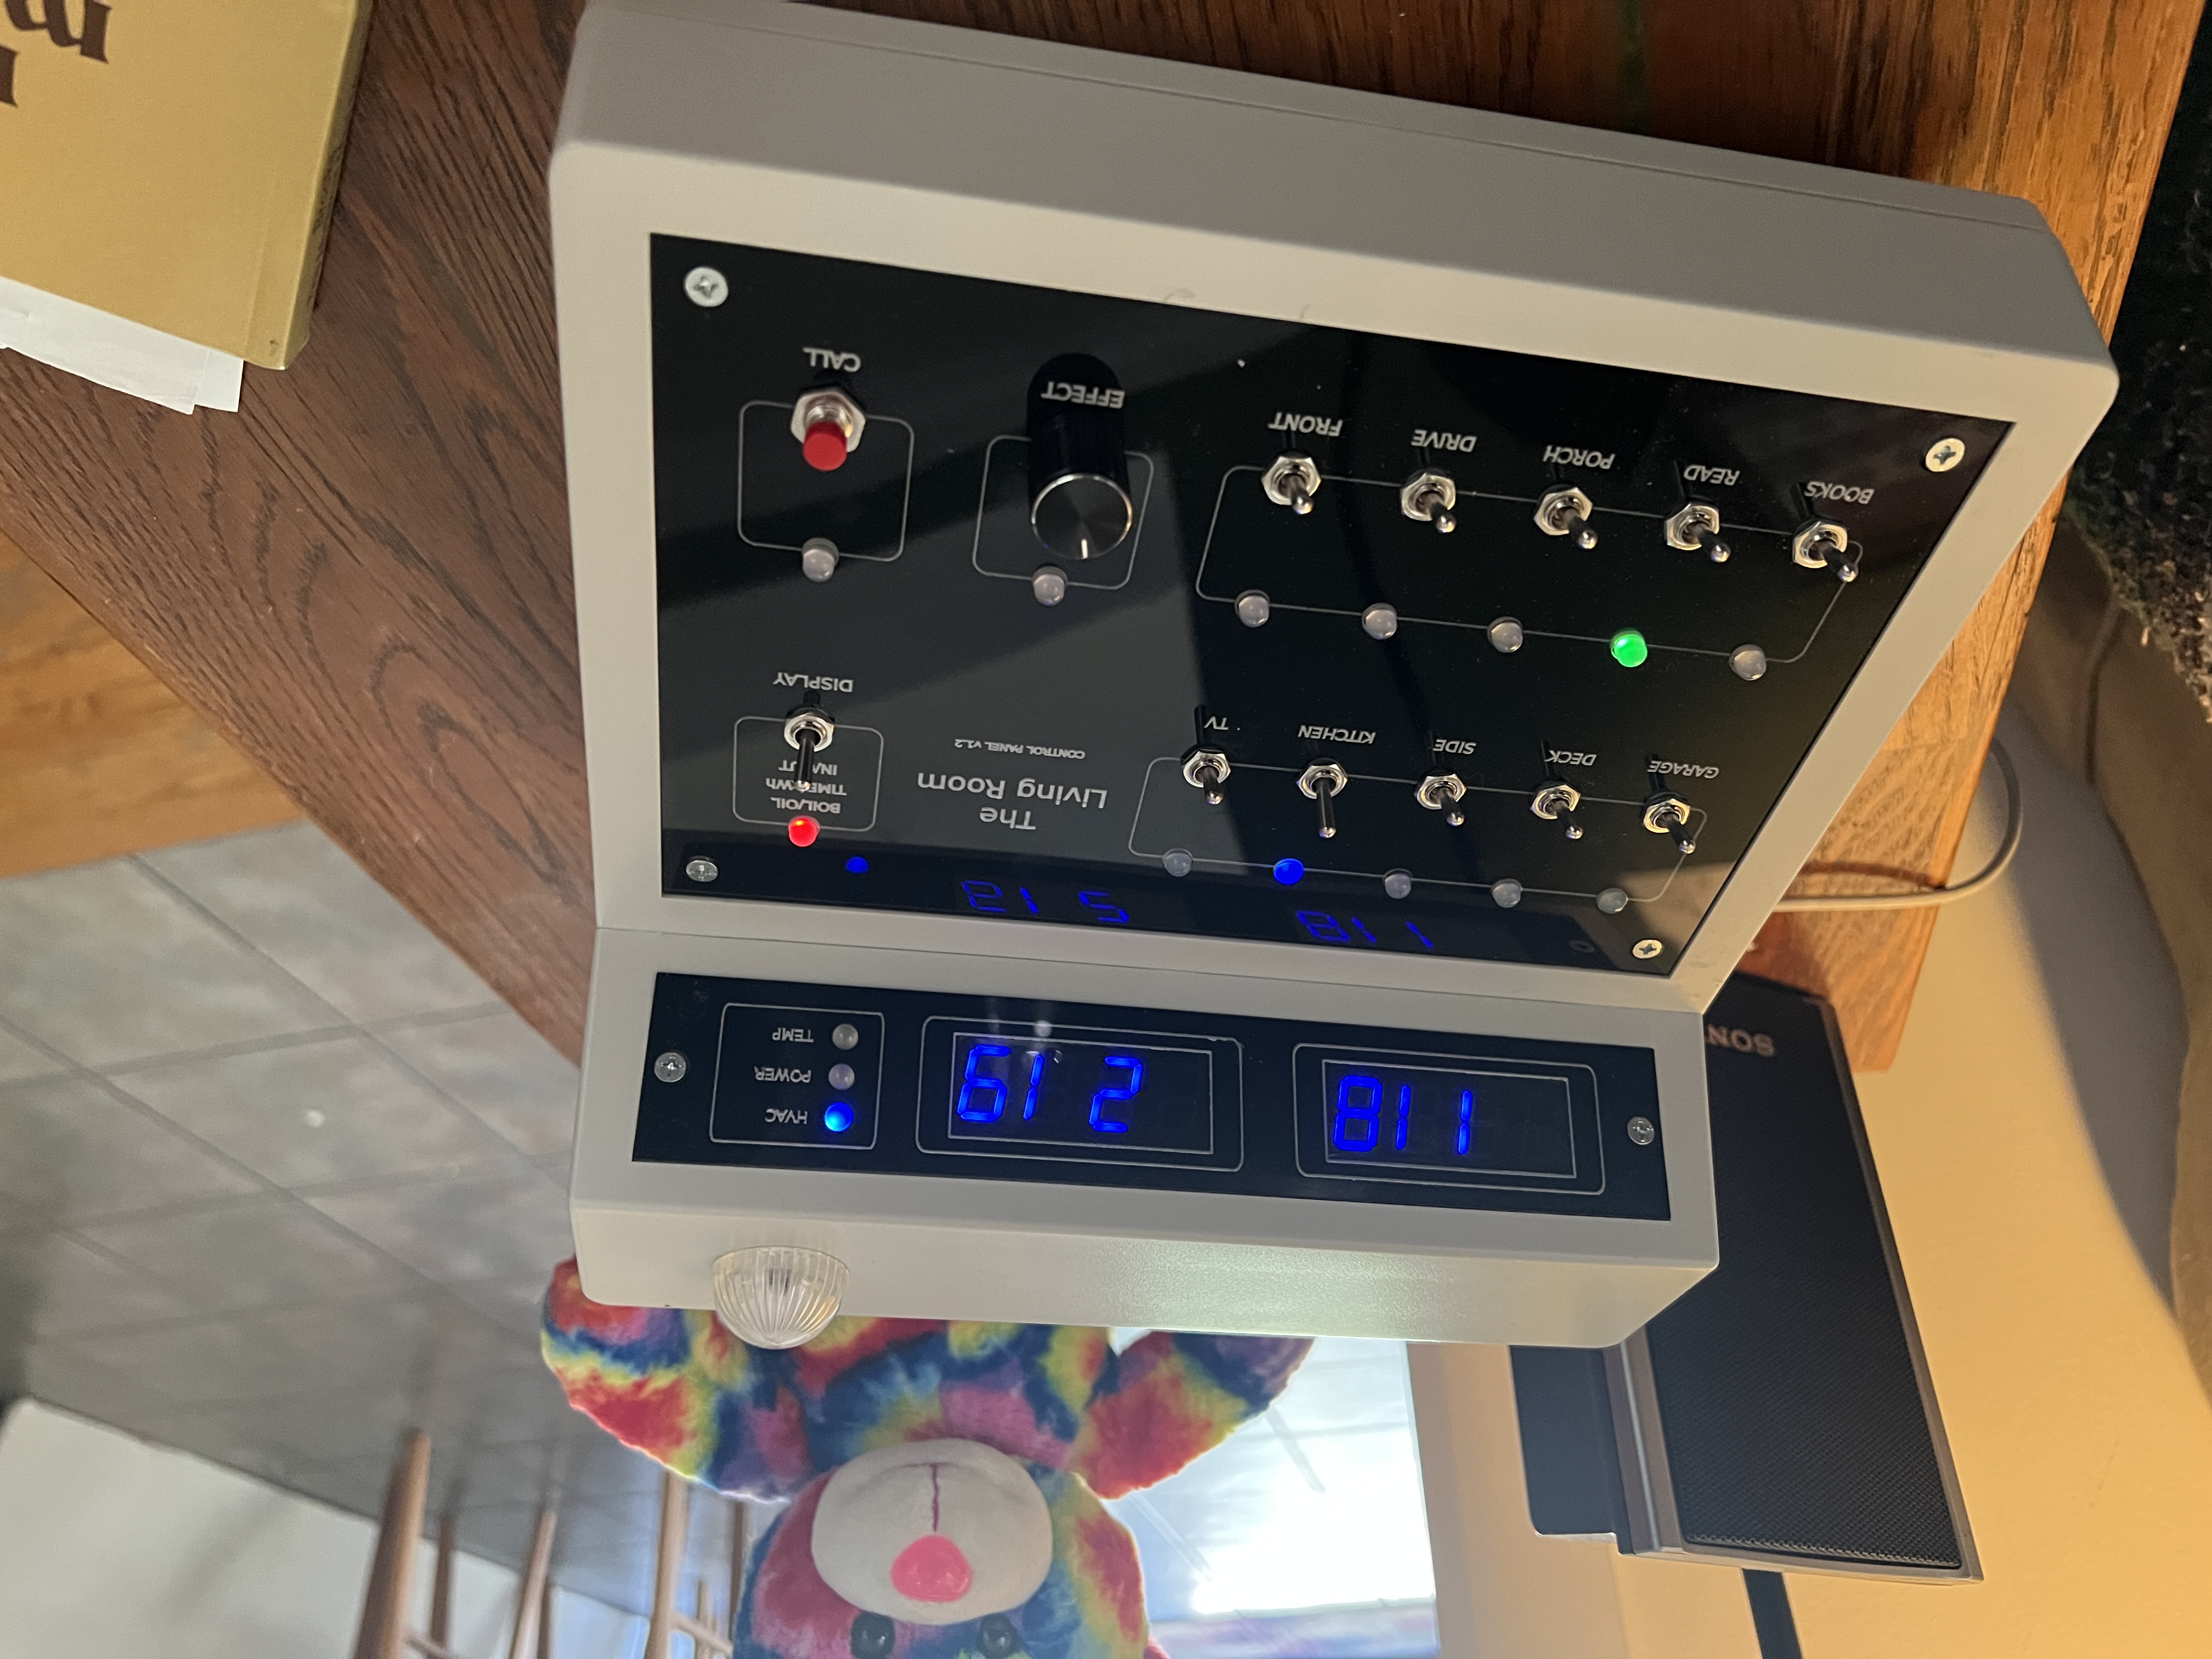 118
219
HVAC
POWER
TEMP
SON
GARAGE
DECK
SIDE
KITCHEN
TV
The
Living Room
CONTROL PANEL v1.2
BOIL/OIL
DISPLAY
BOOKS
READ
PORCH
DRIVE
FRONT
EFFECT
CALL